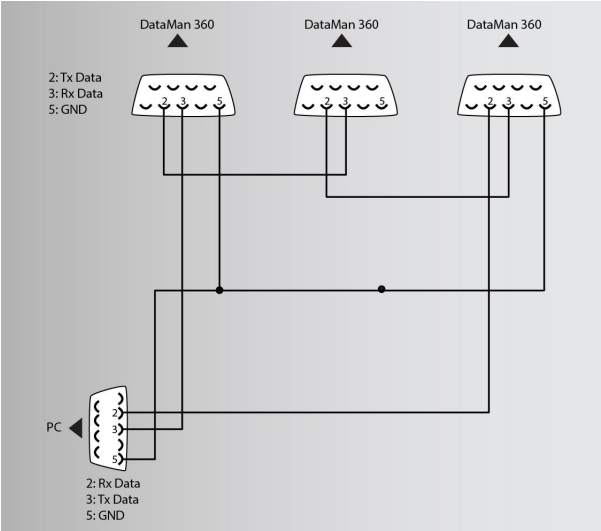 DataMan 360
DataMan 360
DataMan 360
2: Tx Data
3: Rx Data
5: GND
2 3 5
2 3 5
2 3 5
PC
2
3
5
2: Rx Data
3: Tx Data
5: GND